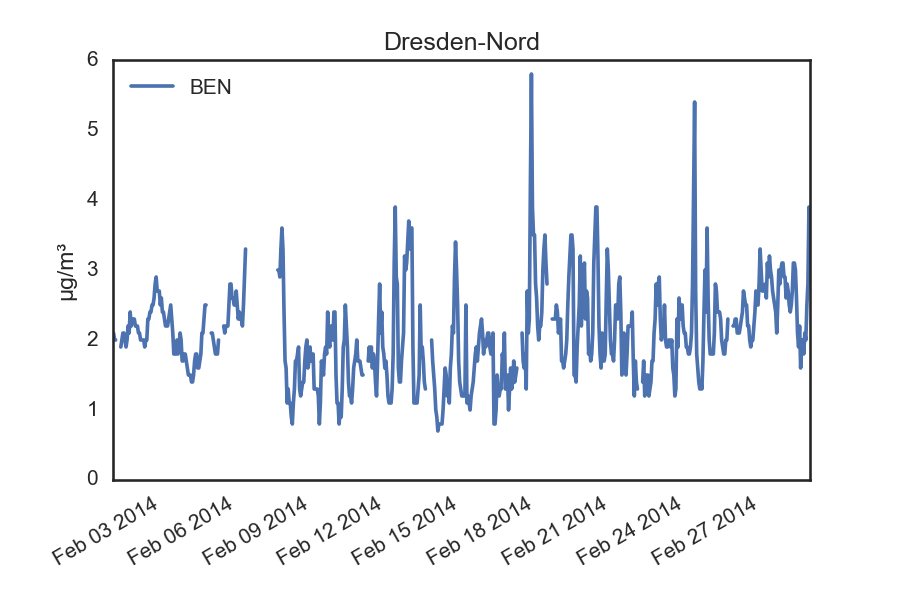 Dresden-Nord
BEN
µg/m³
6
5
4
3
2
1
0
Feb 03 2014
Feb 06 2014
Feb 09 2014
Feb 12 2014
Feb 15 2014
Feb 18 2014
Feb 21 2014
Feb 24 2014
Feb 27 2014